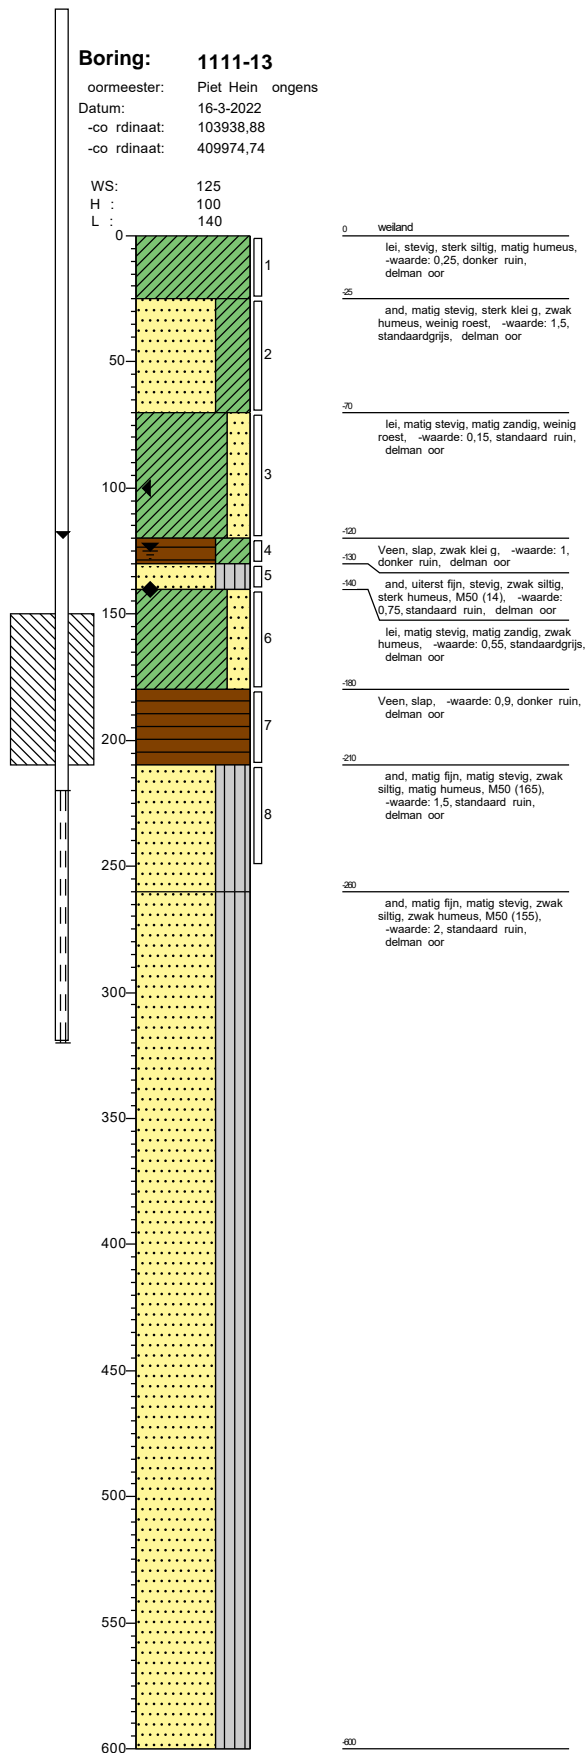 Boring: 1111-13
oormeester: Piet Hein ongens
Datum: 16-3-2022
-co rdinaat: 103938,88
-co rdinaat: 409974,74
WS: 125
H : 100
L : 140
0
50
100
150
200
250
300
350
400
450
500
550
600
1
2
3
4
5
6
7
8
0 weiland
lei, stevig, sterk siltig, matig humeus,
-waarde: 0,25, donker ruin,
delman oor
-25
and, matig stevig, sterk klei g, zwak
humeus, weinig roest, -waarde: 1,5,
standaardgrijs, delman oor
-70
lei, matig stevig, matig zandig, weinig
roest, -waarde: 0,15, standaard ruin,
delman oor
-120
Veen, slap, zwak klei g, -waarde: 1,
donker ruin, delman oor
-130
and, uiterst fijn, stevig, zwak siltig,
sterk humeus, M50 (14), -waarde:
0,75, standaard ruin, delman oor
-140
lei, matig stevig, matig zandig, zwak
humeus, -waarde: 0,55, standaardgrijs,
delman oor
-180
Veen, slap, -waarde: 0,9, donker ruin,
delman oor
-210
and, matig fijn, matig stevig, zwak
siltig, matig humeus, M50 (165),
-waarde: 1,5, standaard ruin,
delman oor
-260
and, matig fijn, matig stevig, zwak
siltig, zwak humeus, M50 (155),
-waarde: 2, standaard ruin,
delman oor
-600